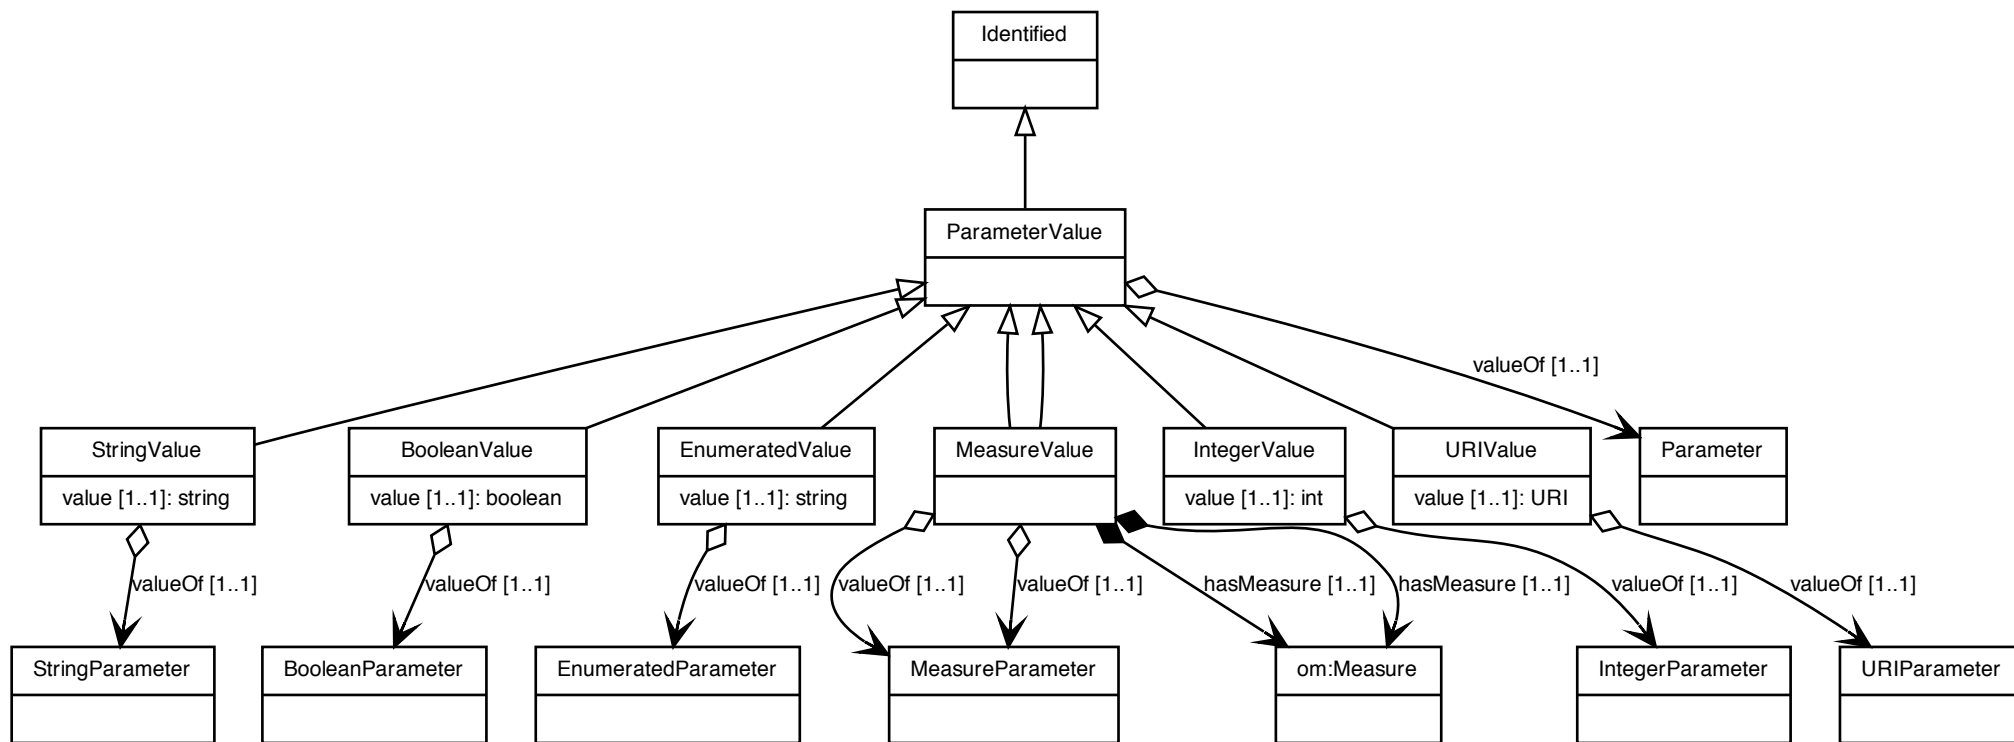 Identified
ParameterValue
valueOf [1..1]
StringValue
value [1..1]: string
BooleanValue
value [1..1]: boolean
EnumeratedValue
value [1..1]: string
MeasureValue
IntegerValue
value [1..1]: int
URIValue
value [1..1]: URI
Parameter
valueOf [1..1]
valueOf [1..1]
valueOf [1..1]
valueOf [1..1]
valueOf [1..1]
hasMeasure [1..1]
hasMeasure [1..1]
valueOf [1..1]
valueOf [1..1]
StringParameter
BooleanParameter
EnumeratedParameter
MeasureParameter
om:Measure
IntegerParameter
URIParameter